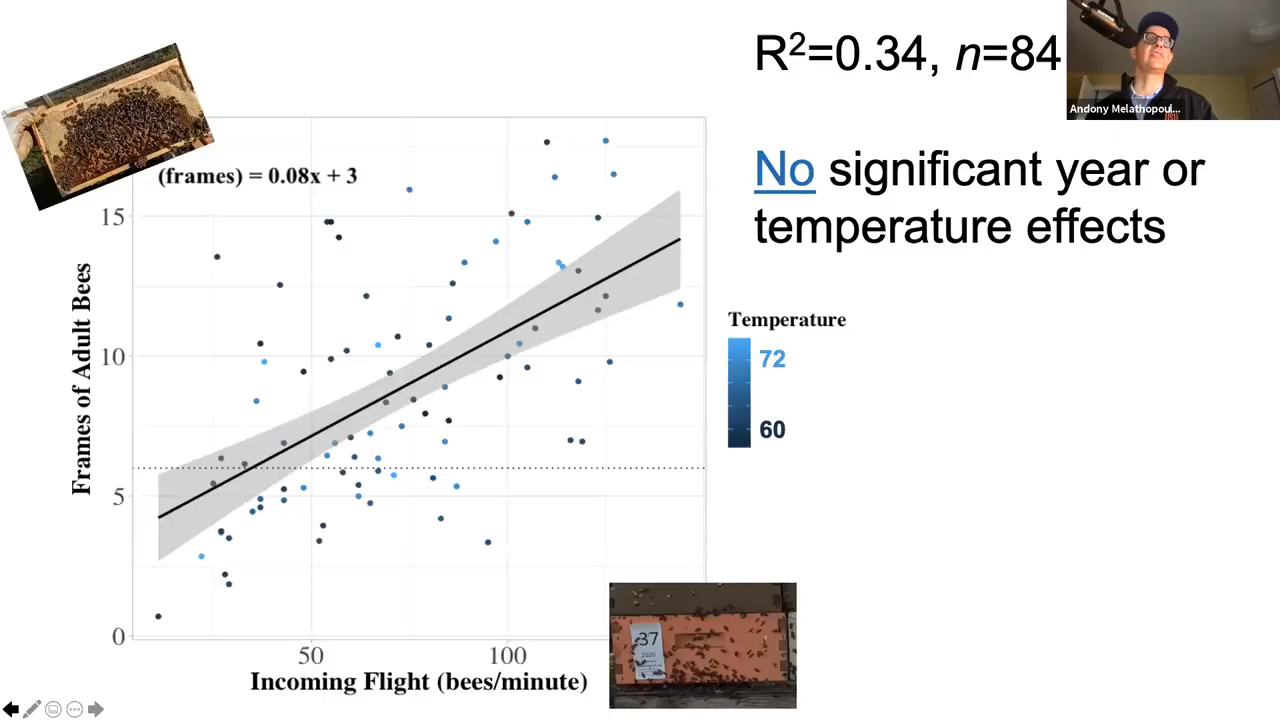 R²=0.34, n=84
Andony Melathopoul...
No significant year or
temperature effects
(frames) = 0.08x + 3
Frames of Adult Bees
15
10
5
0
50
100
Incoming Flight (bees/minute)
Temperature
72
60
37
2020